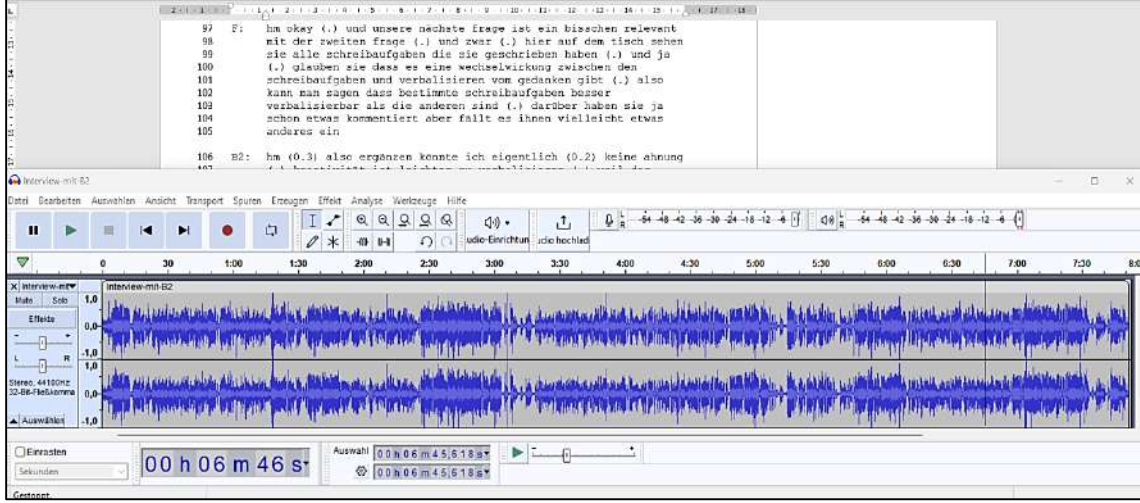 97 F: hm okay (.) und unsere nächste frage ist ein bisschen relevant
98 mit der zweiten frage (.) und zwar (.) hier auf dem tisch sehen
99 sie alle schreibaufgaben die sie geschrieben haben (.) und ja
100 (.) glauben sie dass es eine wechselwirkung zwischen den
101 schreibaufgaben und verbalisieren vom gedanken gibt (.) also
102 kann man sagen dass bestimmte schreibaufgaben besser
103 verbalisierbar als die anderen sind (.) darüber haben sie ja
104 schon etwas kommentiert aber fällt es ihnen vielleicht etwas
105 anderes ein
106 B2: hm (0.3) also ergänzen könnte ich eigentlich (0.2) keine ahnung
Interview-mit-B2
Datei Bearbeiten Auswählen Ansicht Transport Spuren Erzeugen Effekt Analyse Werkzeuge Hilfe
udio-Einrichtun udio hochlad
-54 -48 -42 -36 -30 -24 -18 -12 -6 -54 -48 -42 -36 -30 -24 -18 -12 -6
0 30 1:00 1:30 2:00 2:30 3:00 3:30 4:00 4:30 5:00 5:30 6:00 6:30 7:00 7:30 8:0
Interview-mit Interview-mit-B2
Mute Solo 1,0
Effekte 0,0
-1,0
L R 1,0
Stereo, 44100Hz
32-Bit-Fließkomma 0,0
Auswählen -1,0
Einrasten
Sekunden
00 h 06 m 46 s
Auswahl 00 h 06 m 45,618 s
00 h 06 m 45,618 s
Gestoppt.